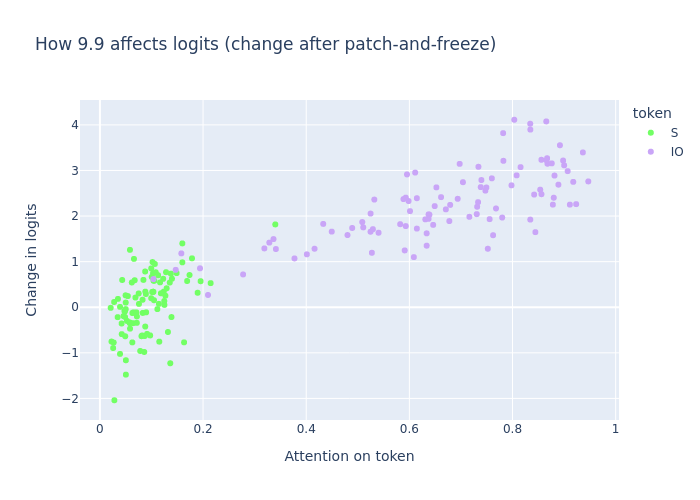 How 9.9 affects logits (change after patch-and-freeze)
token
S
IO
4
3
2
1
0
−1
−2
Change in logits
0
0.2
0.4
0.6
0.8
1
Attention on token